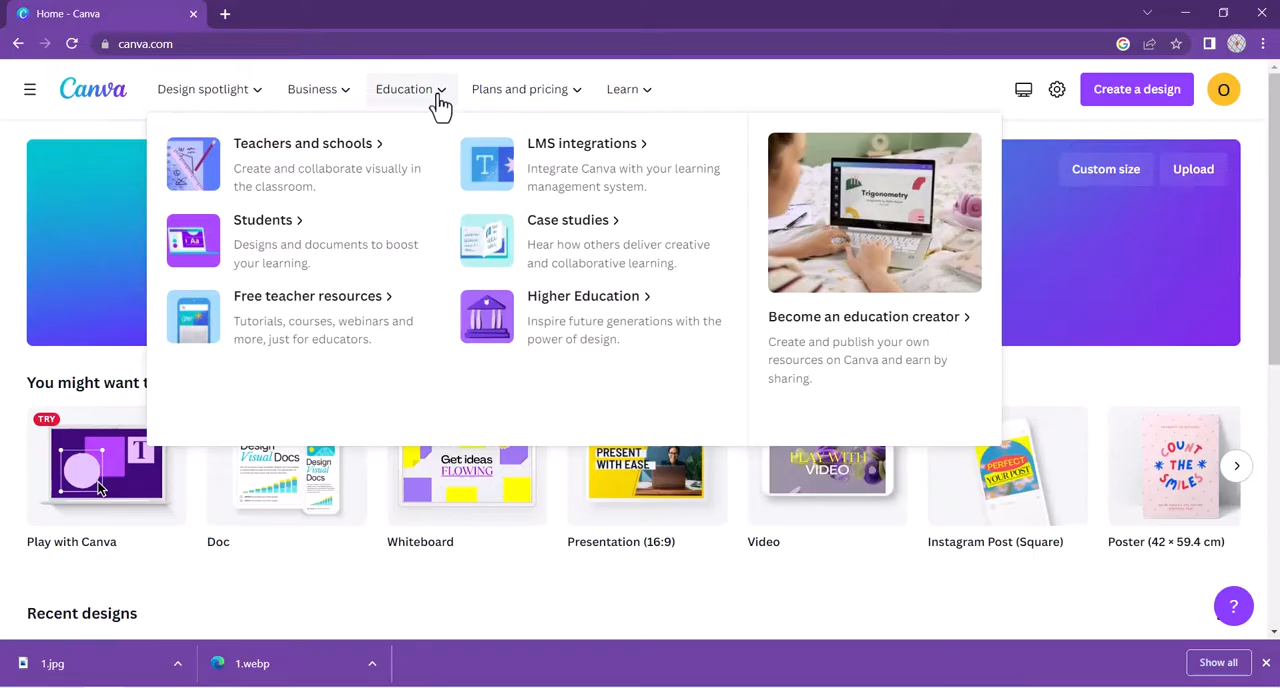 Home - Canva
canva.com
Canva
Design spotlight
Business
Education
Plans and pricing
Learn
Create a design
O
Teachers and schools
Create and collaborate visually in
the classroom.
Students
Designs and documents to boost
your learning.
Free teacher resources
Tutorials, courses, webinars and
more, just for educators.
LMS integrations
Integrate Canva with your learning
management system.
Case studies
Hear how others deliver creative
and collaborative learning.
Higher Education
Inspire future generations with the
power of design.
Trigonometry
Become an education creator
Create and publish your own
resources on Canva and earn by
sharing.
Custom size
Upload
You might want t
TRY
T
Play with Canva
Design
Visual Docs
Design
Visual
Docs
Doc
Get ideas
FLOWING
Whiteboard
PRESENT
WITH EASE
Presentation (16:9)
PLAY WITH
VIDEO
Video
PERFECT
YOUR POST
Instagram Post (Square)
COUNT
THE
SMILES
Poster (42 × 59.4 cm)
Recent designs
?
1.jpg
1.webp
Show all